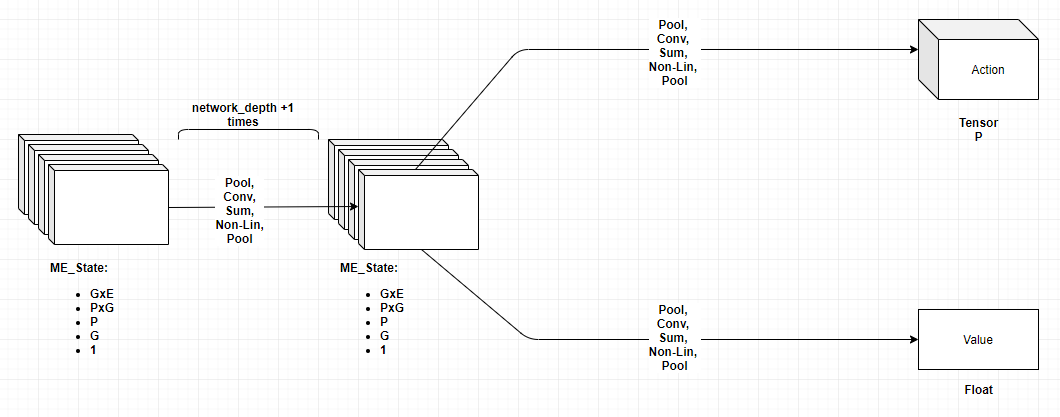 network_depth +1
times
Pool,
Conv,
Sum,
Non-Lin,
Pool
ME_State:
• GxE
• PxG
• P
• G
• 1
ME_State:
• GxE
• PxG
• P
• G
• 1
Pool,
Conv,
Sum,
Non-Lin,
Pool
Action
Tensor
P
Pool,
Conv,
Sum,
Non-Lin,
Pool
Value
Float